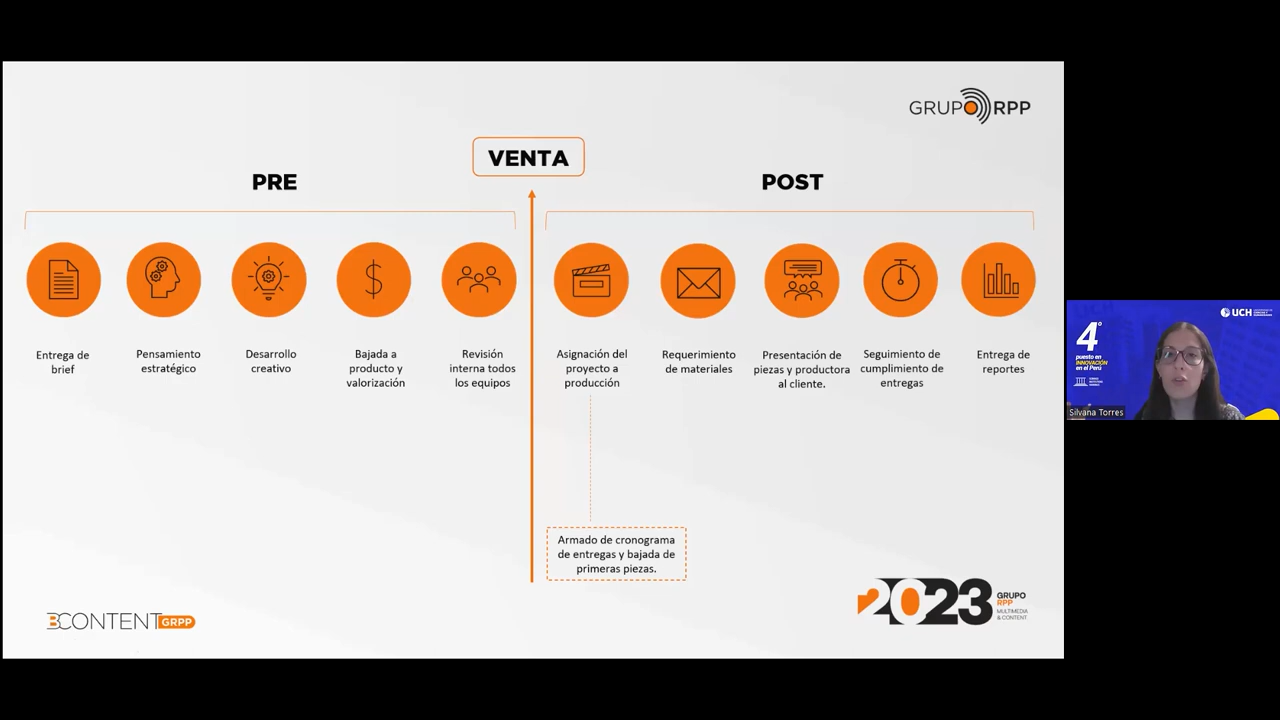 GRUPO RPP
VENTA
PRE
POST
Entrega de
brief
Pensamiento
estratégico
Desarrollo
creativo
Bajada a
producto y
valorización
Revisión
interna todos
los equipos
Asignación del
proyecto a
producción
Requerimiento
de materiales
Presentación de
piezas y productora
al cliente.
Seguimiento de
cumplimiento de
entregas
Entrega de
reportes
Armado de cronograma
de entregas y bajada de
primeras piezas.
BCONTENT GRPP
2023
GRUPO
RPP
MULTIMEDIA
& CONTENT
UCH
4°
puesto en
INNOVACIÓN
en el Perú
Silvana Torres